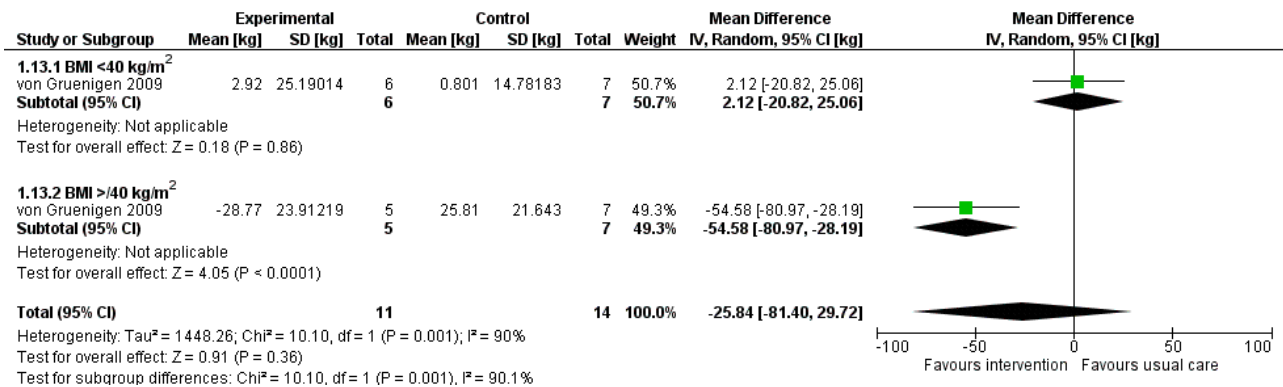 Experimental Control Mean Difference Mean Difference
Study or Subgroup Mean [kg] SD [kg] Total Mean [kg] SD [kg] Total Weight IV, Random, 95% CI [kg] IV, Random, 95% CI [kg]
1.13.1 BMI <40 kg/m²
von Gruenigen 2009 2.92 25.19014 6 0.801 14.78183 7 50.7% 2.12 [-20.82, 25.06]
Subtotal (95% CI) 6 7 50.7% 2.12 [-20.82, 25.06]
Heterogeneity: Not applicable
Test for overall effect: Z = 0.18 (P = 0.86)
1.13.2 BMI >/40 kg/m²
von Gruenigen 2009 -28.77 23.91219 5 25.81 21.643 7 49.3% -54.58 [-80.97, -28.19]
Subtotal (95% CI) 5 7 49.3% -54.58 [-80.97, -28.19]
Heterogeneity: Not applicable
Test for overall effect: Z = 4.05 (P < 0.0001)
Total (95% CI) 11 14 100.0% -25.84 [-81.40, 29.72]
Heterogeneity: Tau² = 1448.26; Chi² = 10.10, df = 1 (P = 0.001); I² = 90%
Test for overall effect: Z = 0.91 (P = 0.36)
Test for subgroup differences: Chi² = 10.10, df = 1 (P = 0.001), I² = 90.1%
-100 -50 0 50 100
Favours intervention Favours usual care